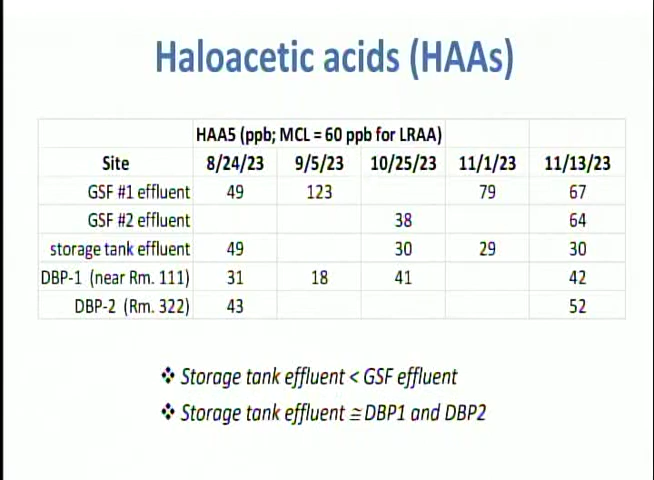 Haloacetic acids (HAAs)
HAA5 (ppb; MCL = 60 ppb for LRAA)
Site 8/24/23 9/5/23 10/25/23 11/1/23 11/13/23
GSF #1 effluent 49 123 79 67
GSF #2 effluent 38 64
storage tank effluent 49 30 29 30
DBP-1 (near Rm. 111) 31 18 41 42
DBP-2 (Rm. 322) 43 52
❖ Storage tank effluent < GSF effluent
❖ Storage tank effluent ≅ DBP1 and DBP2